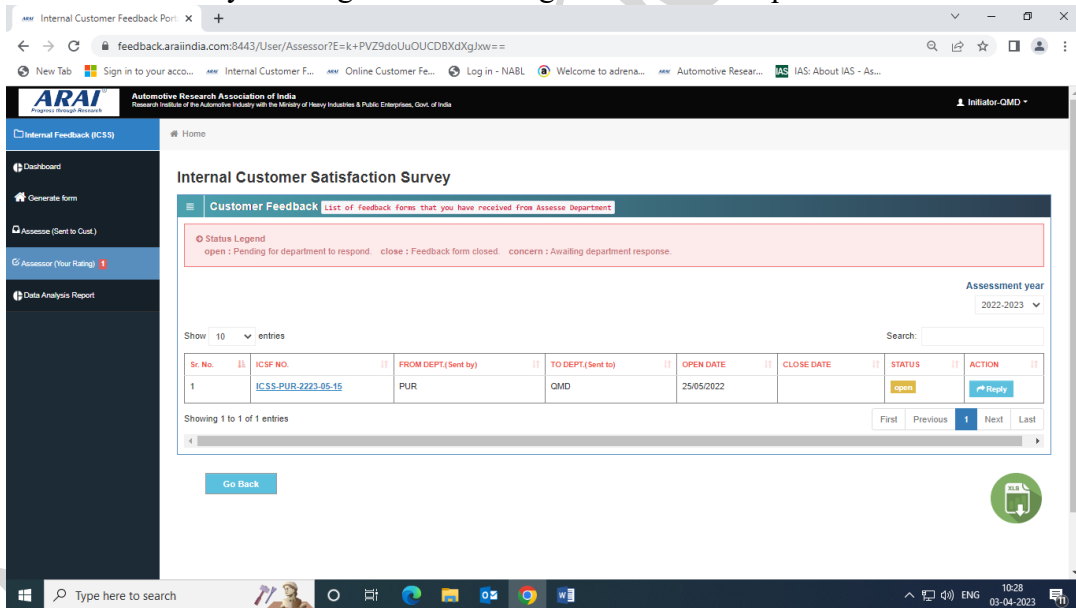 Internal Customer Feedback Port
feedback.araiindia.com:8443/User/Assessor?E=k+PVZ9doUuOUCDBXdXgJxw==
New Tab Sign in to your acco... Internal Customer F... Online Customer Fe... Log in - NABL Welcome to adrena... Automotive Resear... IAS IAS: About IAS - As...
ARAI
Progress through Research
Automotive Research Association of India
Research Institute of the Automotive Industry with the Ministry of Heavy Industries & Public Enterprises, Govt. of India
Initiator-QMD
Internal Feedback (ICSS)
Home
Dashboard
Generate form
Assesse (Sent to Cust.)
Assessor (Your Rating) 1
Data Analysis Report
Internal Customer Satisfaction Survey
Customer Feedback List of feedback forms that you have received from Assesse Department
Status Legend
open : Pending for department to respond. close : Feedback form closed. concern : Awaiting department response.
Assessment year
2022-2023
Show 10 entries
Search:
Sr. No. ICSF NO. FROM DEPT.(Sent by) TO DEPT.(Sent to) OPEN DATE CLOSE DATE STATUS ACTION
1 ICSS-PUR-2223-05-15 PUR QMD 25/05/2022 open Reply
Showing 1 to 1 of 1 entries
First Previous 1 Next Last
Go Back
XLS
Type here to search
ENG
10:28
03-04-2023
11